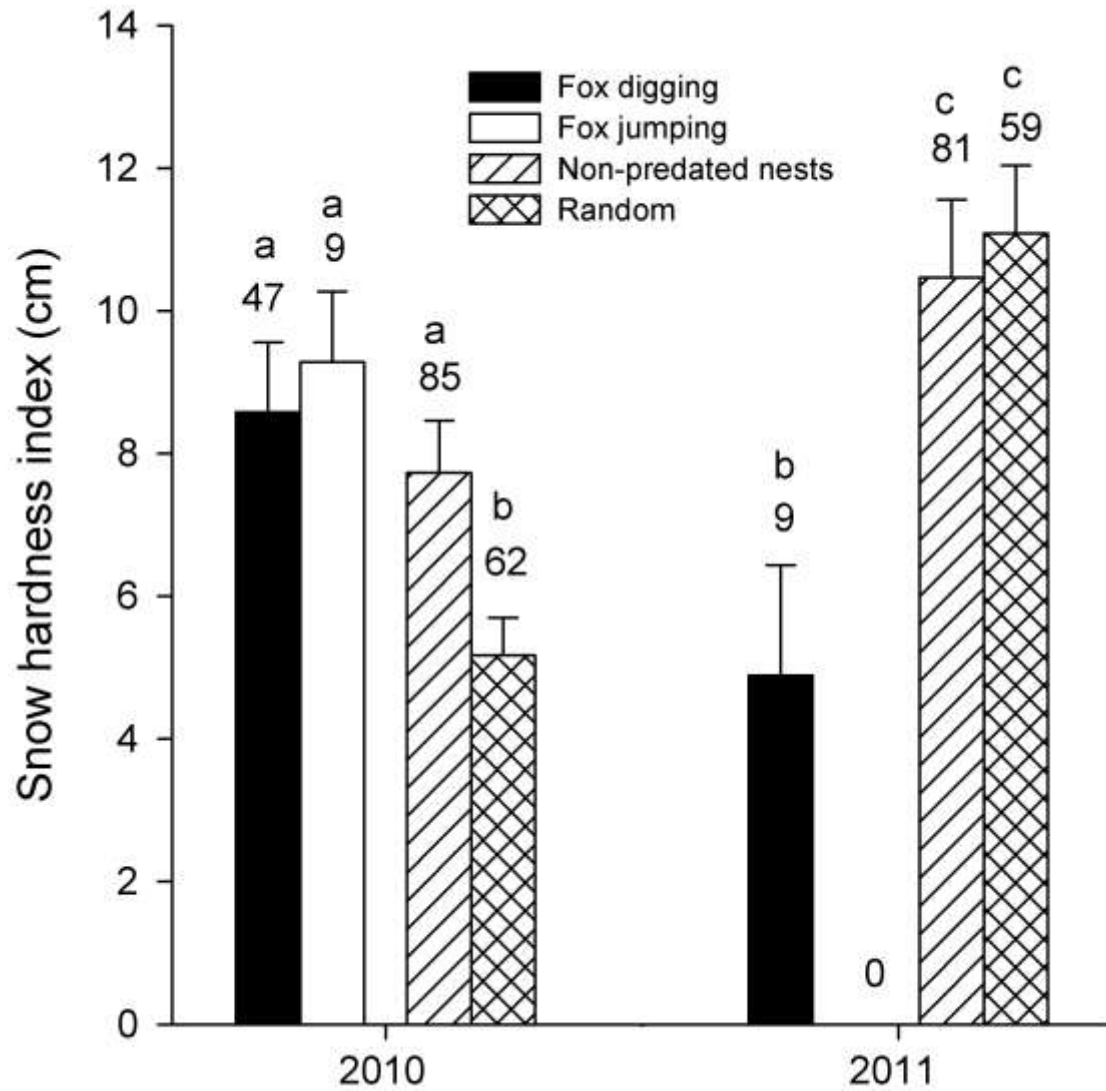 Snow hardness index (cm)
14
12
10
8
6
4
2
0
Fox digging
Fox jumping
Non-predated nests
Random
a
47
a
9
a
85
b
62
b
9
0
c
81
c
59
2010
2011